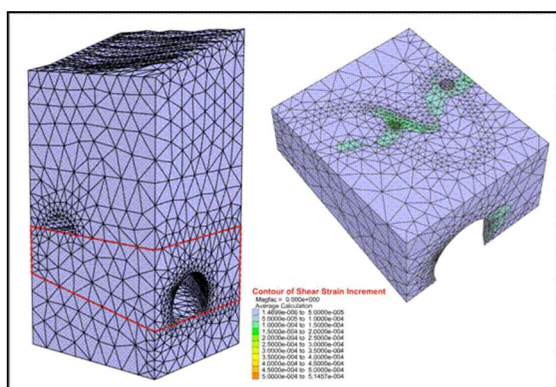 Contour of Shear Strain Increment
Magfac = 0.000e+000
Average Calculation
1.4699e-006 to 5.0000e-005
5.0000e-005 to 1.0000e-004
1.0000e-004 to 1.5000e-004
1.5000e-004 to 2.0000e-004
2.0000e-004 to 2.5000e-004
2.5000e-004 to 3.0000e-004
3.0000e-004 to 3.5000e-004
3.5000e-004 to 4.0000e-004
4.0000e-004 to 4.5000e-004
4.5000e-004 to 5.0000e-004
5.0000e-004 to 5.1457e-004